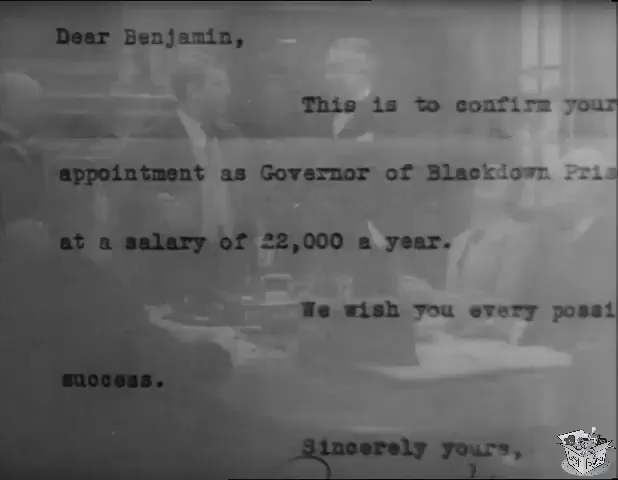 Dear Benjamin,
This is to confirm your
appointment as Governor of Blackdown Pris
at a salary of £2,000 a year.
We wish you every possi
success.
Sincerely yours,